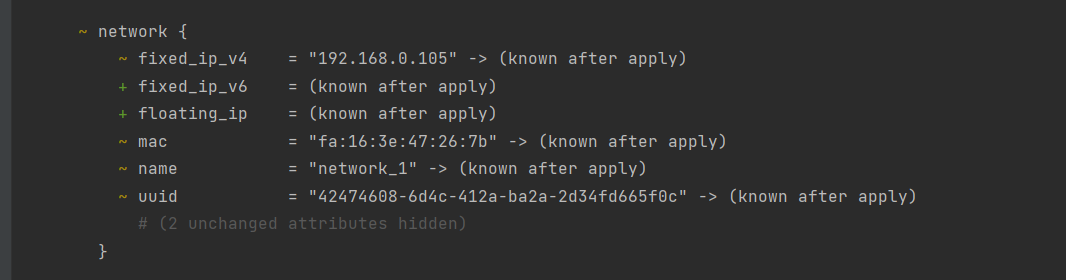 ~ network {
~ fixed_ip_v4 = "192.168.0.105" -> (known after apply)
+ fixed_ip_v6 = (known after apply)
+ floating_ip = (known after apply)
~ mac = "fa:16:3e:47:26:7b" -> (known after apply)
~ name = "network_1" -> (known after apply)
~ uuid = "42474608-6d4c-412a-ba2a-2d34fd665f0c" -> (known after apply)
# (2 unchanged attributes hidden)
}